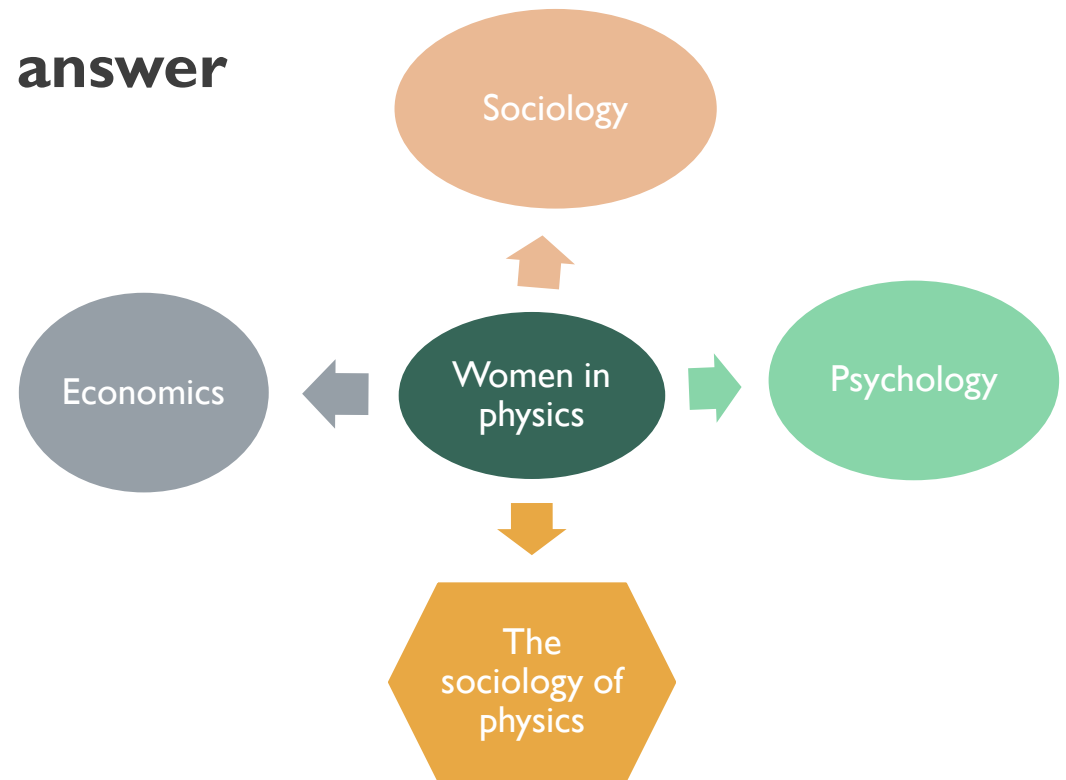 answer
Sociology
Economics
Women in
physics
Psychology
The
sociology of
physics